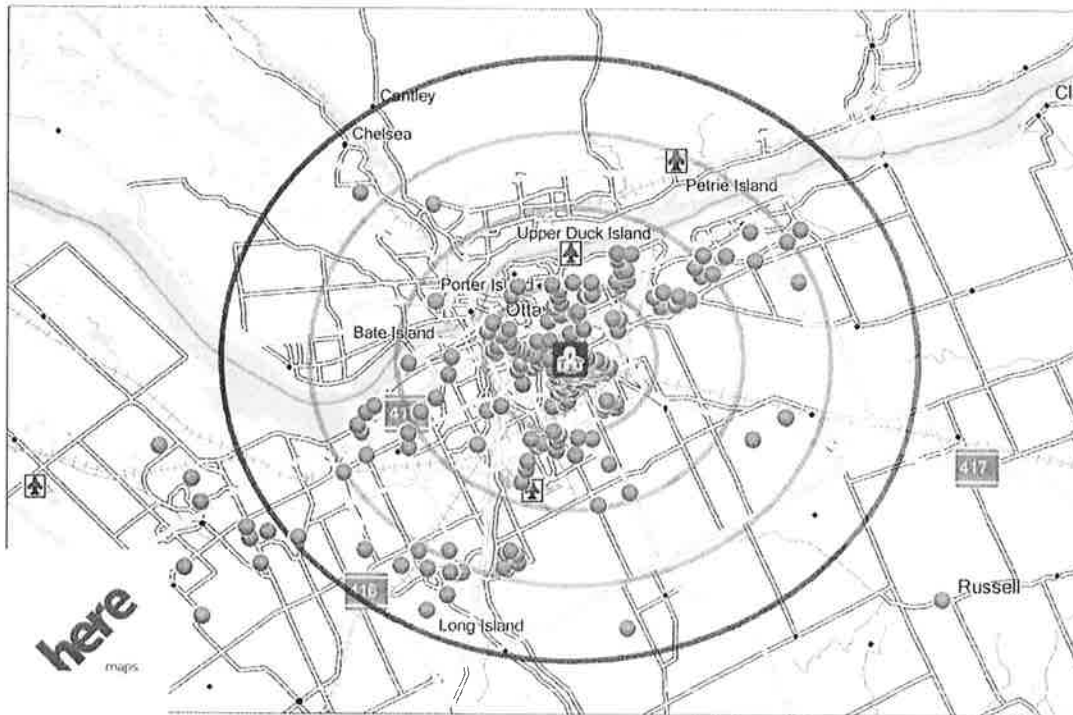 Cantley
Chelsea
Petrie Island
Upper Duck Island
Porter Island
Otta
Bate Island
417
416
Long Island
Russell
Cl
here
maps